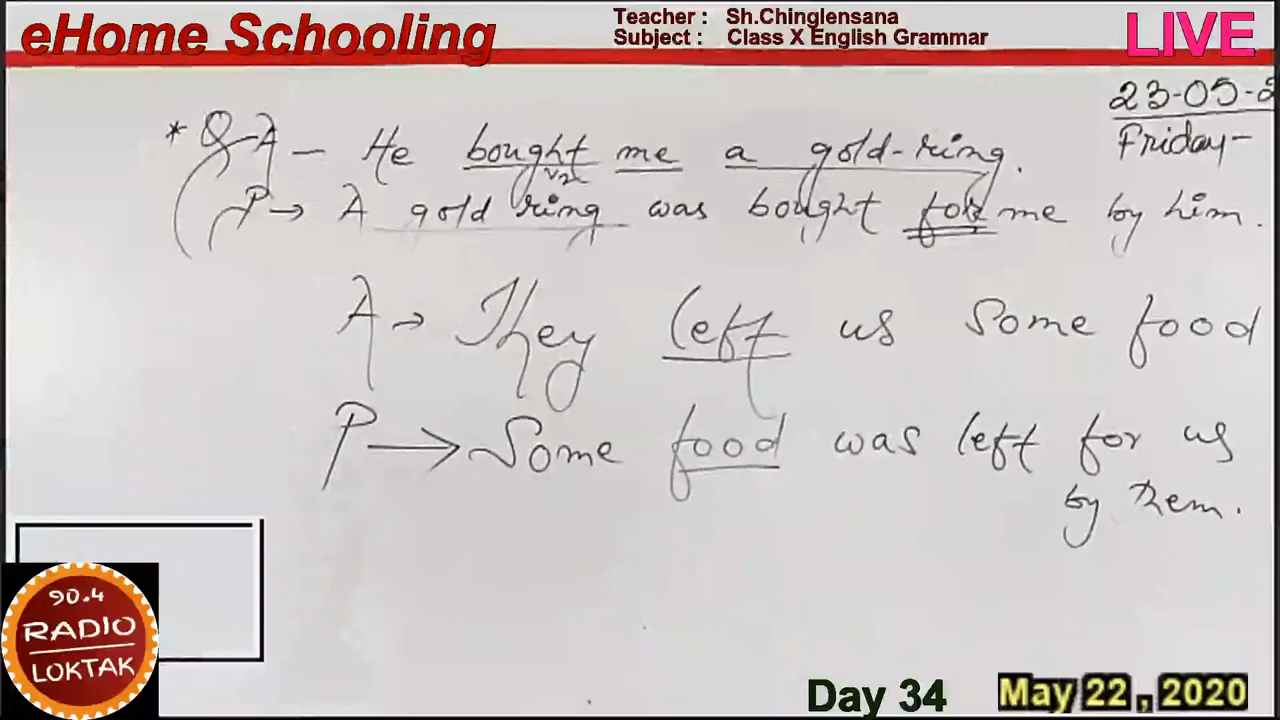 eHome Schooling
Teacher : Sh.Chinglensana
Subject : Class X English Grammar
LIVE
23-05-2
Friday-
* Q-A - He bought me a gold-ring.
V2
P → A gold ring was bought for me by him.
A → They left us some food
P → Some food was left for us
by them.
90.4
RADIO
LOKTAK
Day 34
May 22, 2020